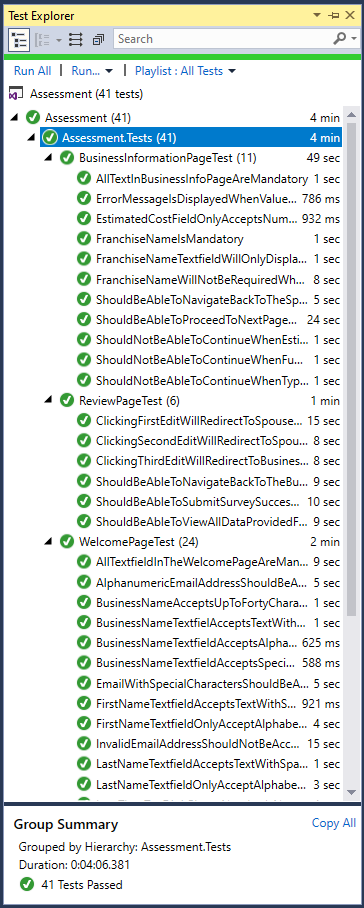 Test Explorer
Search
Run All | Run... | Playlist : All Tests
Assessment (41 tests)
Assessment (41) 4 min
Assessment.Tests (41) 4 min
BusinessInformationPageTest (11) 49 sec
AllTextInBusinessInfoPageAreMandatory 1 sec
ErrorMessageIsDisplayedWhenValue... 786 ms
EstimatedCostFieldOnlyAcceptsNum... 932 ms
FranchiseNameIsMandatory 1 sec
FranchiseNameTextfieldWillOnlyDispla... 1 sec
FranchiseNameWillNotBeRequiredWh... 8 sec
ShouldBeAbleToNavigateBackToTheSp... 5 sec
ShouldBeAbleToProceedToNextPage... 24 sec
ShouldNotBeAbleToContinueWhenEsti... 1 sec
ShouldNotBeAbleToContinueWhenFu... 1 sec
ShouldNotBeAbleToContinueWhenTyp... 1 sec
ReviewPageTest (6) 1 min
ClickingFirstEditWillRedirectToSpouse... 15 sec
ClickingSecondEditWillRedirectToSpou... 8 sec
ClickingThirdEditWillRedirectToBusines... 8 sec
ShouldBeAbleToNavigateBackToTheBu... 9 sec
ShouldBeAbleToSubmitSurveySucces... 10 sec
ShouldBeAbleToViewAllDataProvidedF... 9 sec
WelcomePageTest (24) 2 min
AllTextfieldInTheWelcomePageAreMan... 9 sec
AlphanumericEmailAddressShouldBeA... 5 sec
BusinessNameAcceptsUpToFortyChara... 1 sec
BusinessNameTextfielAcceptsTextWith... 1 sec
BusinessNameTextfieldAcceptsAlpha... 625 ms
BusinessNameTextfieldAcceptsSpeci... 588 ms
EmailWithSpecialCharactersShouldBeA... 5 sec
FirstNameTextfieldAcceptsTextWithS... 921 ms
FirstNameTextfieldOnlyAcceptAlphabe... 4 sec
InvalidEmailAddressShouldNotBeAcc... 15 sec
LastNameTextfieldAcceptsTextWithSpa... 1 sec
LastNameTextfieldOnlyAcceptAlphabe... 3 sec
Group Summary Copy All
Grouped by Hierarchy: Assessment.Tests
Duration: 0:04:06.381
41 Tests Passed